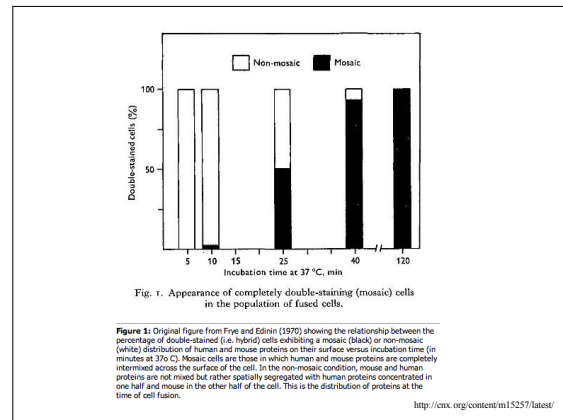 Non-mosaic Mosaic
100
50
Double-stained cells (%)
5 10 15 25 40 120
Incubation time at 37 °C, min
Fig. 1. Appearance of completely double-staining (mosaic) cells
in the population of fused cells.
Figure 1: Original figure from Frye and Edinin (1970) showing the relationship between the
percentage of double-stained (i.e. hybrid) cells exhibiting a mosaic (black) or non-mosaic
(white) distribution of human and mouse proteins on their surface versus incubation time (in
minutes at 37o C). Mosaic cells are those in which human and mouse proteins are completely
intermixed across the surface of the cell. In the non-mosaic condition, mouse and human
proteins are not mixed but rather spatially segregated with human proteins concentrated in
one half and mouse in the other half of the cell. This is the distribution of proteins at the
time of cell fusion.
http://cnx.org/content/m15257/latest/